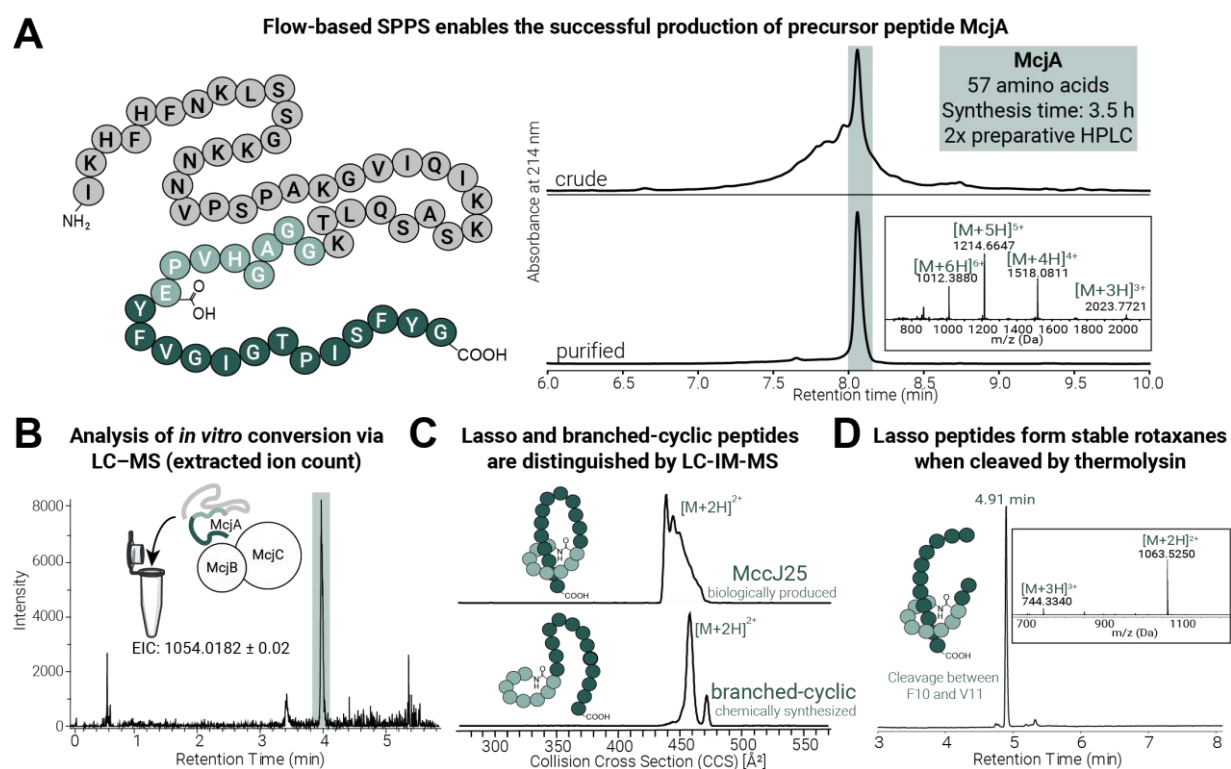 A
Flow-based SPPS enables the successful production of precursor peptide McjA
I K H F H F N K L S S S G K K N N V P S P A K G V I Q I K K S A S Q L T K
G G A G H V P E
Y F V G I G T P I S F Y G
NH₂
O
OH
COOH
Absorbance at 214 nm
crude
purified
McjA
57 amino acids
Synthesis time: 3.5 h
2x preparative HPLC
[M+5H]⁵⁺
1214.6647
[M+6H]⁶⁺
1012.3880
[M+4H]⁴⁺
1518.0811
[M+3H]³⁺
2023.7721
800 1000 1200 1400 1600 1800 2000
m/z (Da)
6.0 6.5 7.0 7.5 8.0 8.5 9.0 9.5 10.0
Retention time (min)
B
Analysis of in vitro conversion via
LC–MS (extracted ion count)
8000
6000
4000
2000
0
Intensity
McjA
McjB
McjC
EIC: 1054.0182 ± 0.02
0 1 2 3 4 5
Retention Time (min)
C
Lasso and branched-cyclic peptides
are distinguished by LC-IM-MS
[M+2H]²⁺
O
N
H
COOH
MccJ25
biologically produced
[M+2H]²⁺
O
N
H
COOH
branched-cyclic
chemically synthesized
300 350 400 450 500 550
Collision Cross Section (CCS) [Å²]
D
Lasso peptides form stable rotaxanes
when cleaved by thermolysin
4.91 min
[M+2H]²⁺
1063.5250
[M+3H]³⁺
744.3340
700 900 1100
m/z (Da)
O
N
H
COOH
Cleavage between
F10 and V11
3 4 5 6 7 8
Retention Time (min)